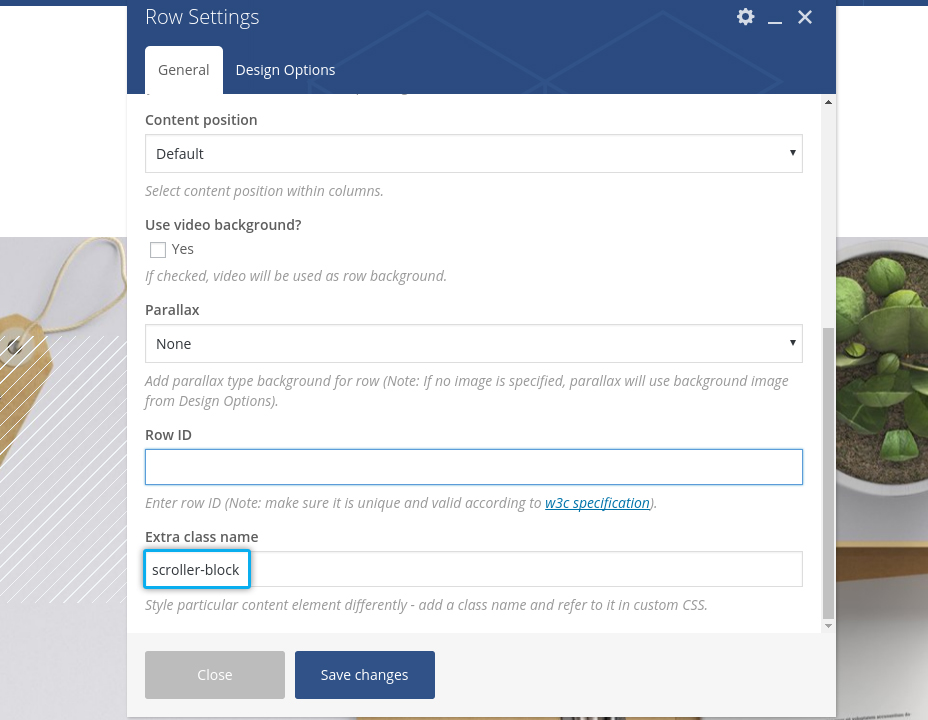 Row Settings
General
Design Options
Content position
Default
Select content position within columns.
Use video background?
Yes
If checked, video will be used as row background.
Parallax
None
Add parallax type background for row (Note: If no image is specified, parallax will use background image
from Design Options).
Row ID
Enter row ID (Note: make sure it is unique and valid according to w3c specification).
Extra class name
scroller-block
Style particular content element differently - add a class name and refer to it in custom CSS.
Close
Save changes